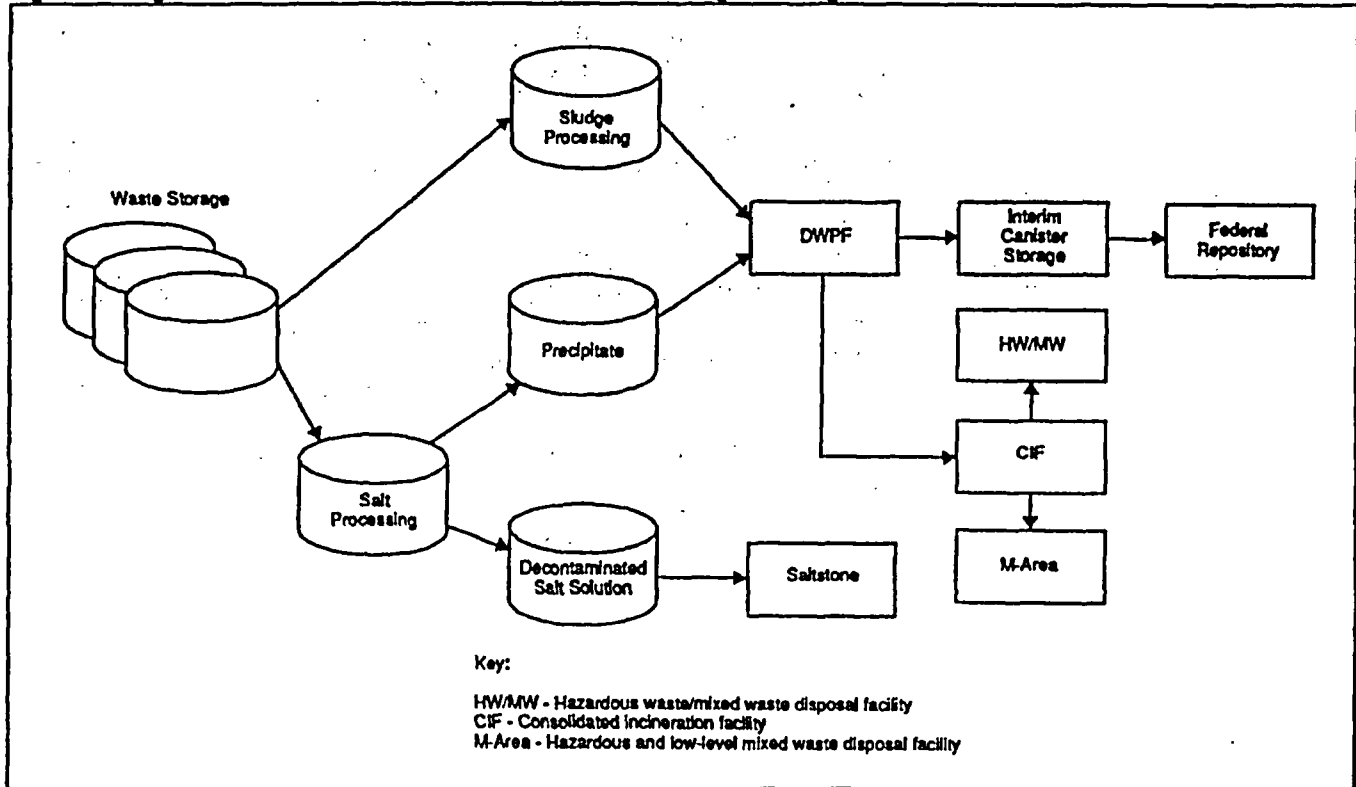 Sludge
Processing
Waste Storage
DWPF
Interim
Canister
Storage
Federal
Repository
Precipitate
HW/MW
CIF
Salt
Processing
Decontaminated
Salt Solution
Saltstone
M-Area
Key:
HW/MW - Hazardous waste/mixed waste disposal facility
CIF - Consolidated incineration facility
M-Area - Hazardous and low-level mixed waste disposal facility